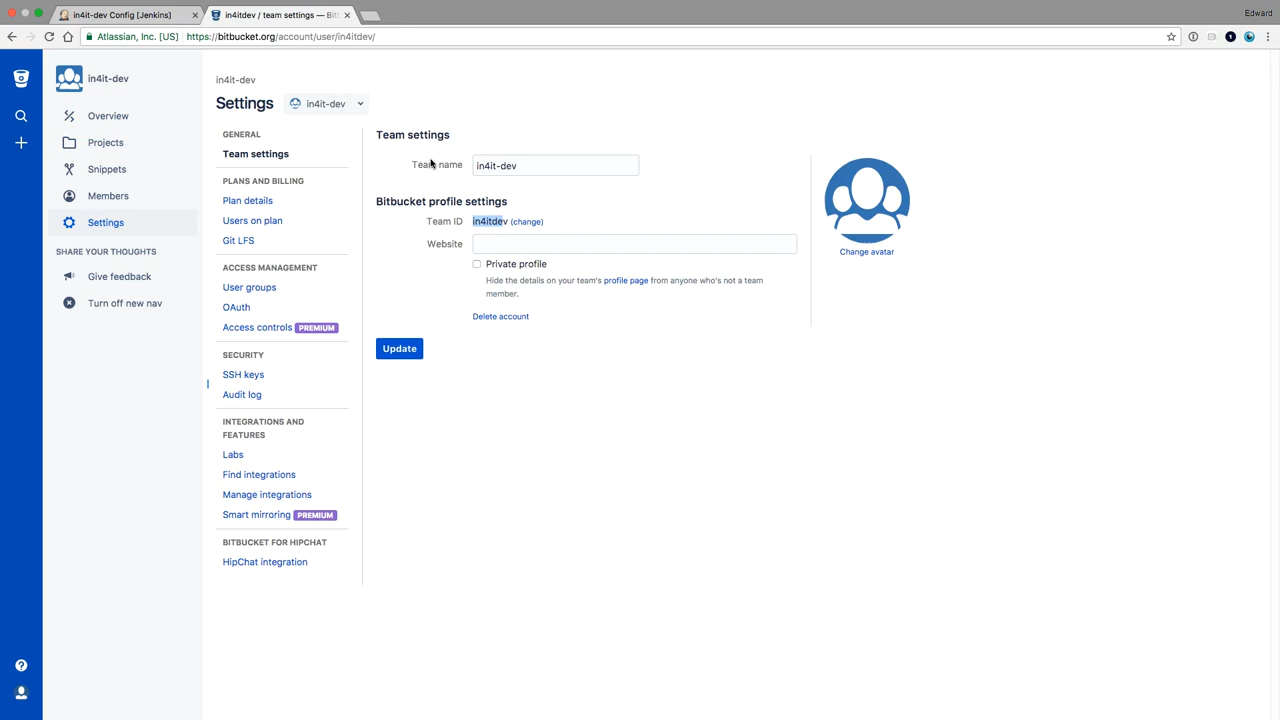 in4it-dev Config [Jenkins]
in4itdev / team settings — Bit
Edward
Atlassian, Inc. [US]
https://bitbucket.org/account/user/in4itdev/
in4it-dev
Overview
Projects
Snippets
Members
Settings
SHARE YOUR THOUGHTS
Give feedback
Turn off new nav
in4it-dev
Settings
in4it-dev
GENERAL
Team settings
PLANS AND BILLING
Plan details
Users on plan
Git LFS
ACCESS MANAGEMENT
User groups
OAuth
Access controls PREMIUM
SECURITY
SSH keys
Audit log
INTEGRATIONS AND
FEATURES
Labs
Find integrations
Manage integrations
Smart mirroring PREMIUM
BITBUCKET FOR HIPCHAT
HipChat integration
Team settings
Team name in4it-dev
Bitbucket profile settings
Team ID in4itdev (change)
Website
Private profile
Hide the details on your team's profile page from anyone who's not a team
member.
Delete account
Update
Change avatar